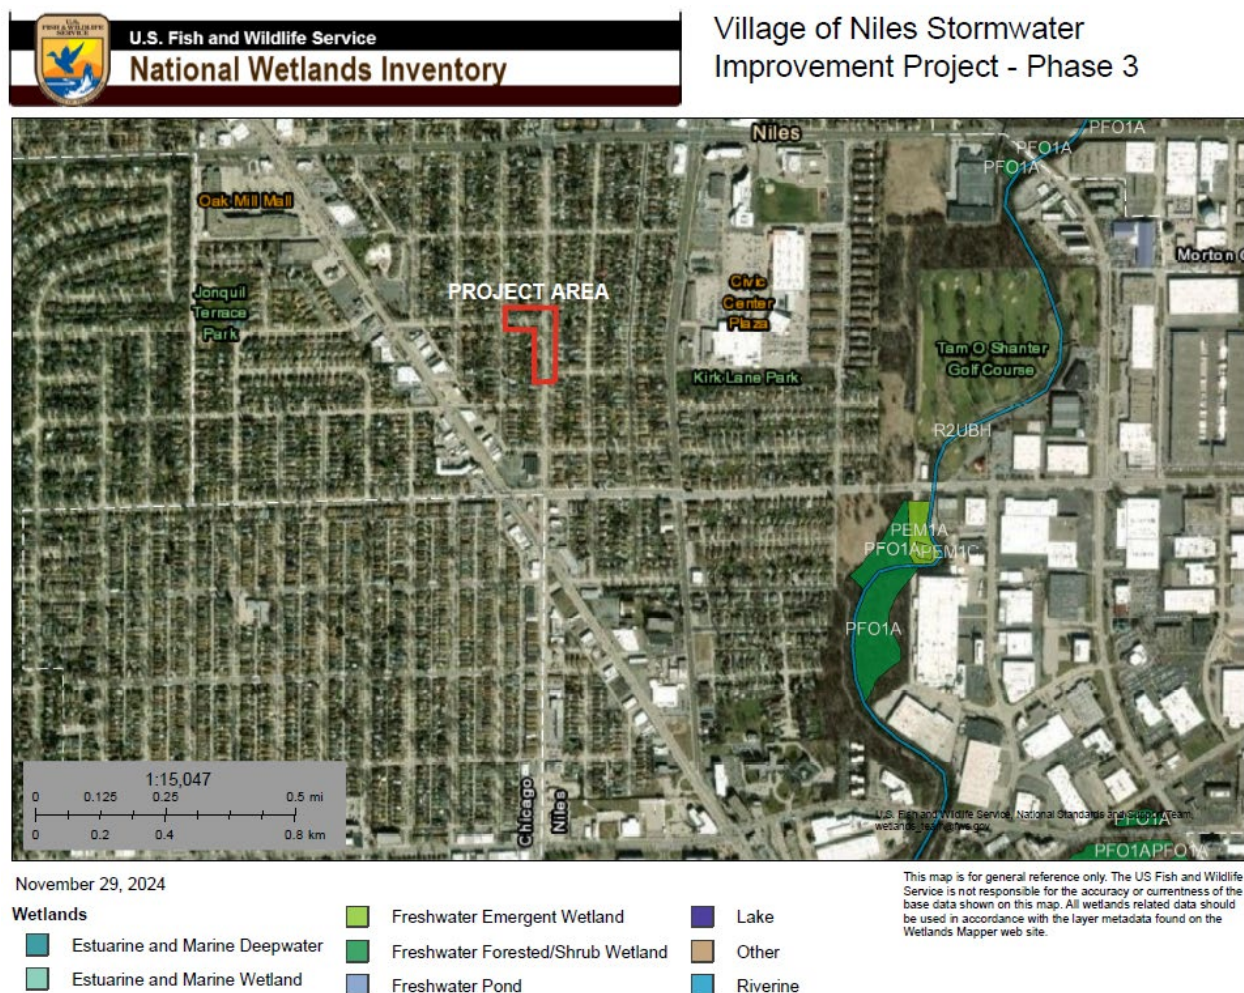 U.S.
FISH & WILDLIFE
SERVICE
U.S. Fish and Wildlife Service
National Wetlands Inventory
Village of Niles Stormwater
Improvement Project - Phase 3
Niles
PFO1A
PFO1A
PFO1A
Oak Mill Mall
Morton G
Jonquil
Terrace
Park
PROJECT AREA
Civic
Center
Plaza
Tam O Shanter
Golf Course
Kirk Lane Park
R2UBH
PEM1A
PFO1A
PEM1C
PFO1A
1:15,047
0 0.125 0.25 0.5 mi
0 0.2 0.4 0.8 km
Chicago
Niles
U.S. Fish and Wildlife Service, National Standards and Support Team,
wetlands_team@fws.gov
PFO1A
PFO1A
PFO1A
November 29, 2024
This map is for general reference only. The US Fish and Wildlife
Service is not responsible for the accuracy or currentness of the
base data shown on this map. All wetlands related data should
be used in accordance with the layer metadata found on the
Wetlands Mapper web site.
Wetlands
Estuarine and Marine Deepwater
Estuarine and Marine Wetland
Freshwater Emergent Wetland
Freshwater Forested/Shrub Wetland
Freshwater Pond
Lake
Other
Riverine